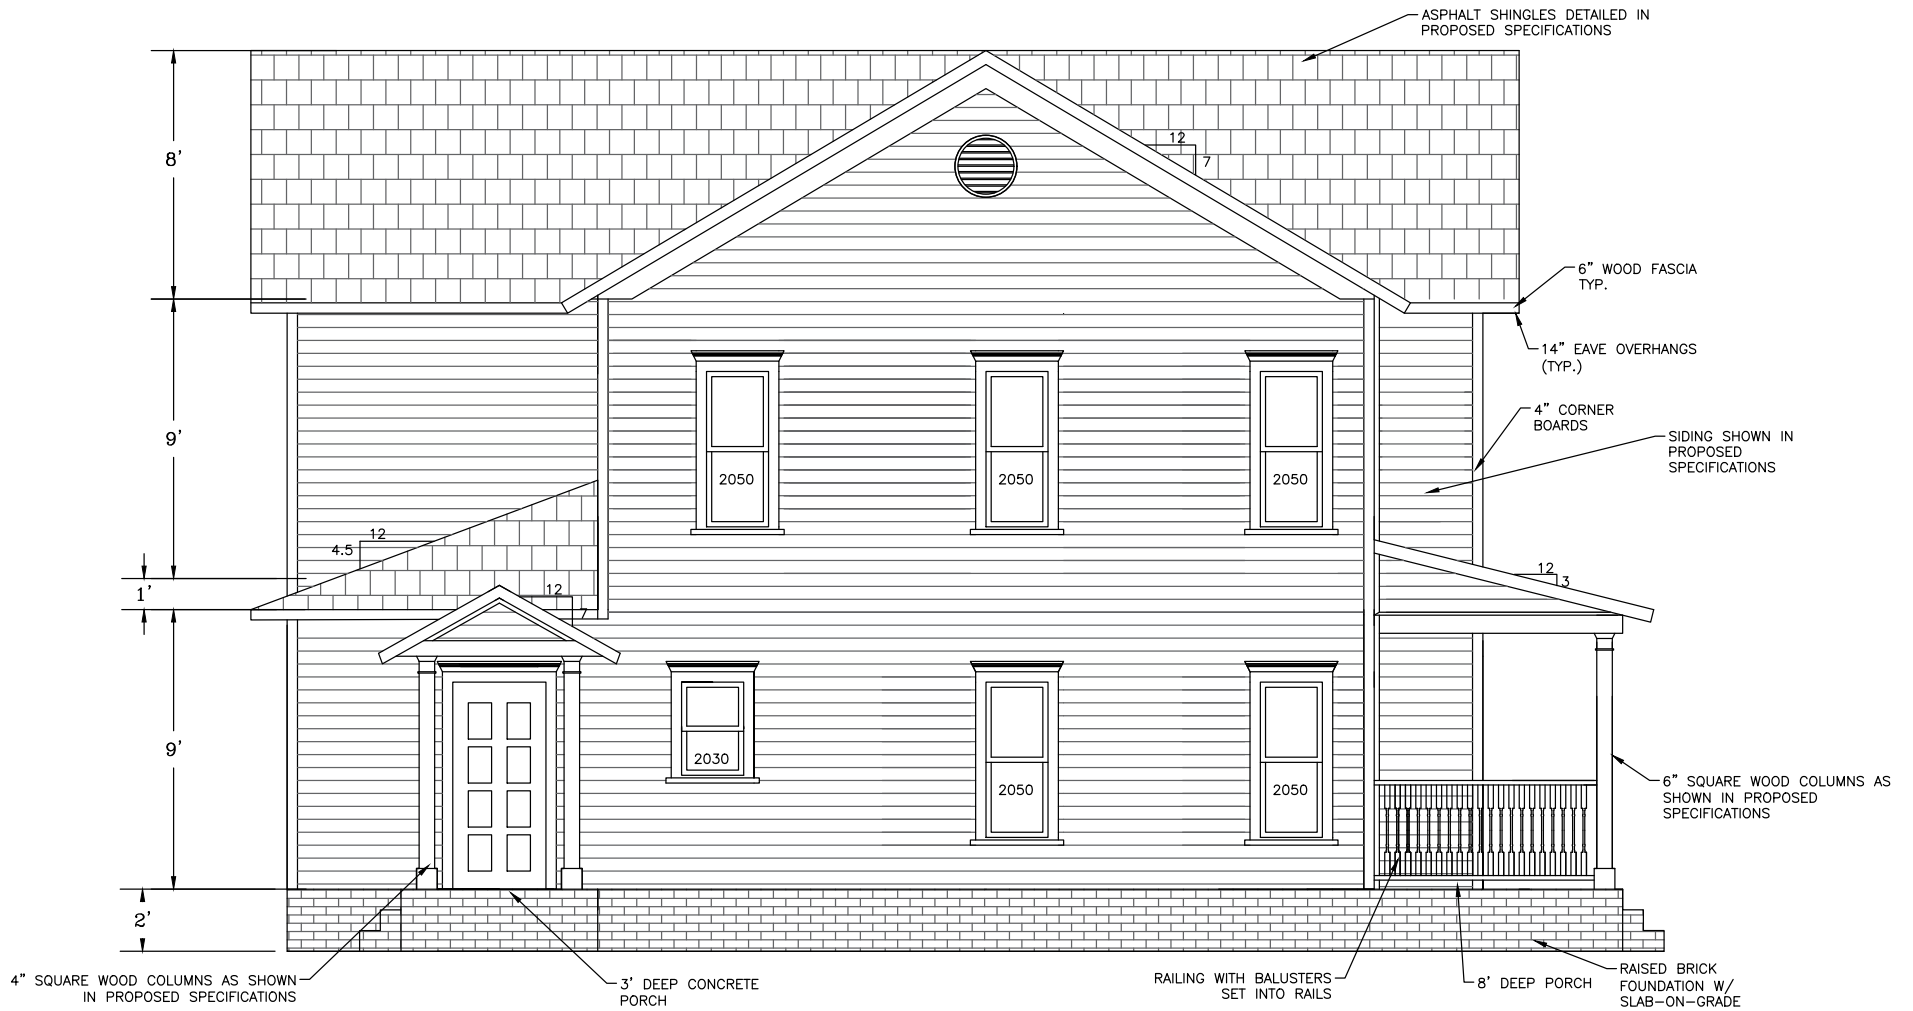 ASPHALT SHINGLES DETAILED IN
PROPOSED SPECIFICATIONS
8'
12
7
6" WOOD FASCIA
TYP.
14" EAVE OVERHANGS
(TYP.)
4" CORNER
BOARDS
SIDING SHOWN IN
PROPOSED
SPECIFICATIONS
9'
2050
2050
2050
12
4.5
12
3
1'
12
7
9'
2030
2050
2050
6" SQUARE WOOD COLUMNS AS
SHOWN IN PROPOSED
SPECIFICATIONS
2'
4" SQUARE WOOD COLUMNS AS SHOWN
IN PROPOSED SPECIFICATIONS
3' DEEP CONCRETE
PORCH
RAILING WITH BALUSTERS
SET INTO RAILS
8' DEEP PORCH
RAISED BRICK
FOUNDATION W/
SLAB-ON-GRADE